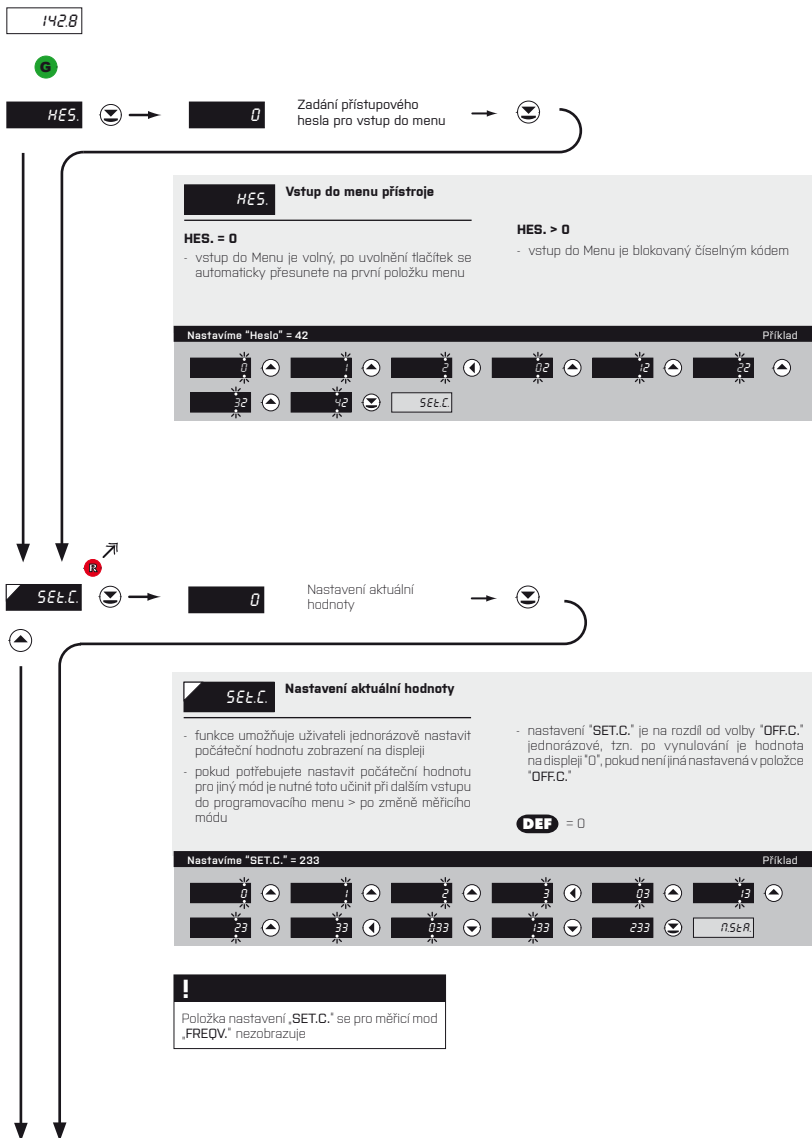 142.8
G
HES.
0
Zadání přístupového
hesla pro vstup do menu
HES.
Vstup do menu přístroje
HES. = 0
- vstup do Menu je volný, po uvolnění tlačítek se
automaticky přesunete na první položku menu
HES. > 0
- vstup do Menu je blokovaný číselným kódem
Nastavíme "Heslo" = 42
Příklad
0 1 2 02 12 22
32 42 SEt.C.
R
SEt.C.
0
Nastavení aktuální
hodnoty
SEt.C.
Nastavení aktuální hodnoty
- funkce umožňuje uživateli jednorázově nastavit
počáteční hodnotu zobrazení na displeji
- pokud potřebujete nastavit počáteční hodnotu
pro jiný mód je nutné toto učinit při dalším vstupu
do programovacího menu > po změně měřicího
módu
- nastavení "SET.C." je na rozdíl od volby "OFF.C."
jednorázové, tzn. po vynulování je hodnota
na displeji "0", pokud není jiná nastavená v položce
"OFF.C."
DEF = 0
Nastavíme "SET.C." = 233
Příklad
0 1 2 3 03 13
23 33 033 133 233 M.StA.
!
Položka nastavení „SET.C." se pro měřicí mod
„FREQV." nezobrazuje